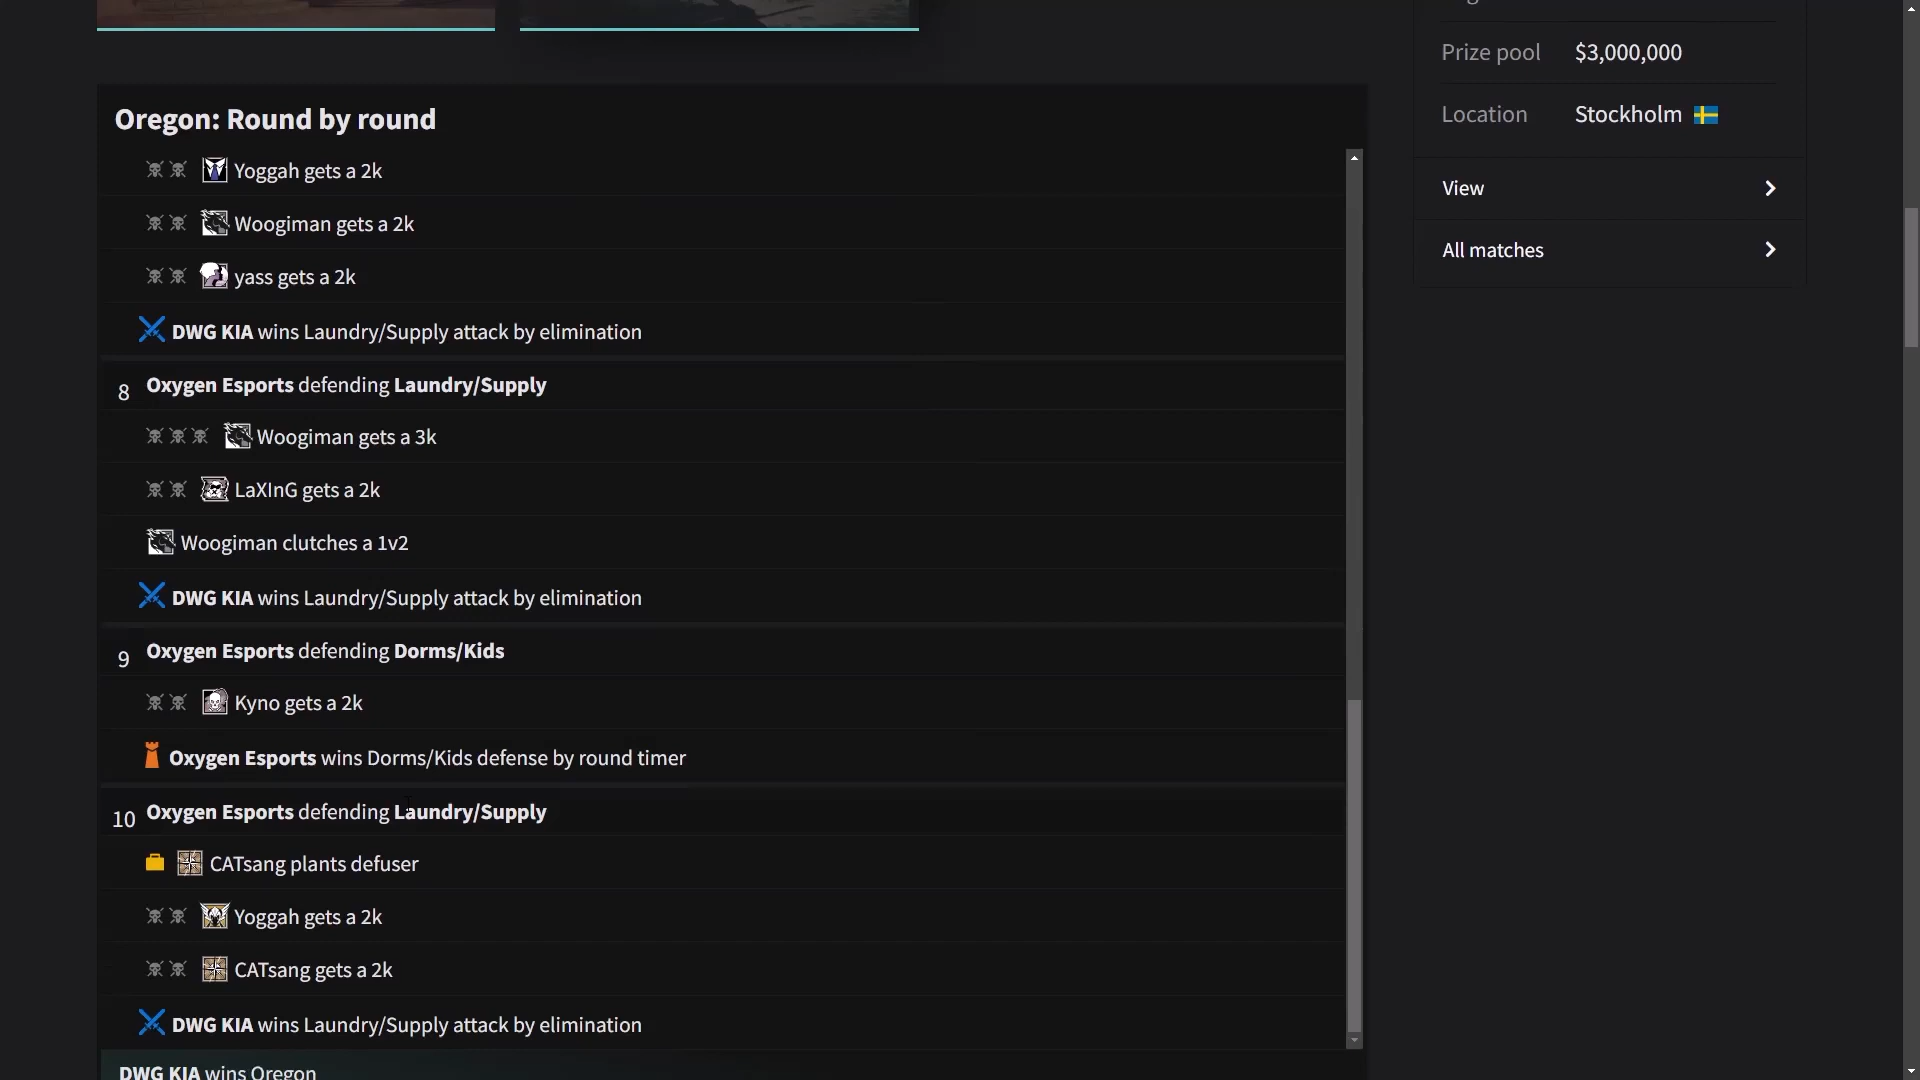 Prize pool $3,000,000
Location Stockholm
View
All matches
Oregon: Round by round
Yoggah gets a 2k
Woogiman gets a 2k
yass gets a 2k
DWG KIA wins Laundry/Supply attack by elimination
8 Oxygen Esports defending Laundry/Supply
Woogiman gets a 3k
LaXInG gets a 2k
Woogiman clutches a 1v2
DWG KIA wins Laundry/Supply attack by elimination
9 Oxygen Esports defending Dorms/Kids
Kyno gets a 2k
Oxygen Esports wins Dorms/Kids defense by round timer
10 Oxygen Esports defending Laundry/Supply
CATsang plants defuser
Yoggah gets a 2k
CATsang gets a 2k
DWG KIA wins Laundry/Supply attack by elimination
DWG KIA wins Oregon